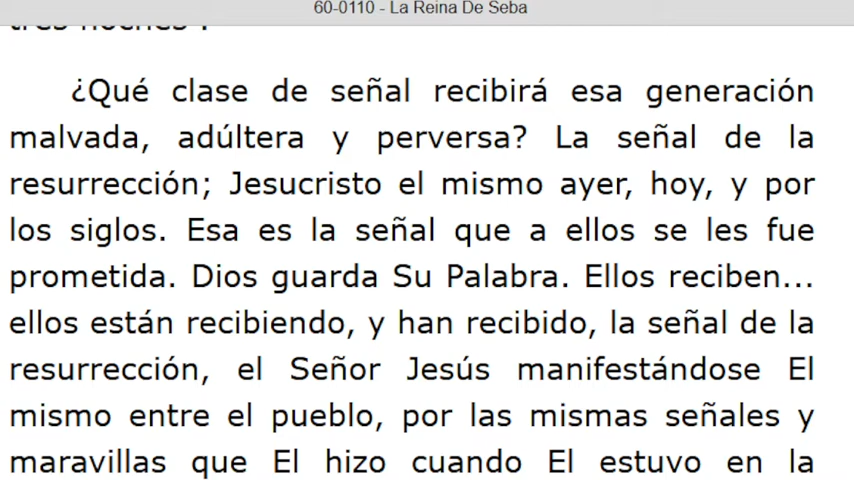 60-0110 - La Reina De Seba
tres noches".
¿Qué clase de señal recibirá esa generación
malvada, adúltera y perversa? La señal de la
resurrección; Jesucristo el mismo ayer, hoy, y por
los siglos. Esa es la señal que a ellos se les fue
prometida. Dios guarda Su Palabra. Ellos reciben...
ellos están recibiendo, y han recibido, la señal de la
resurrección, el Señor Jesús manifestándose El
mismo entre el pueblo, por las mismas señales y
maravillas que El hizo cuando El estuvo en la